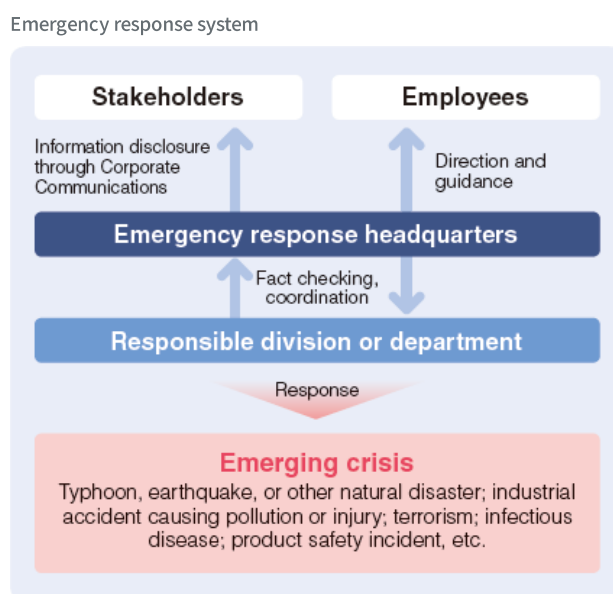 Emergency response system
Stakeholders
Employees
Information disclosure
through Corporate
Communications
Direction and
guidance
Emergency response headquarters
Fact checking,
coordination
Responsible division or department
Response
Emerging crisis
Typhoon, earthquake, or other natural disaster; industrial
accident causing pollution or injury; terrorism; infectious
disease; product safety incident, etc.